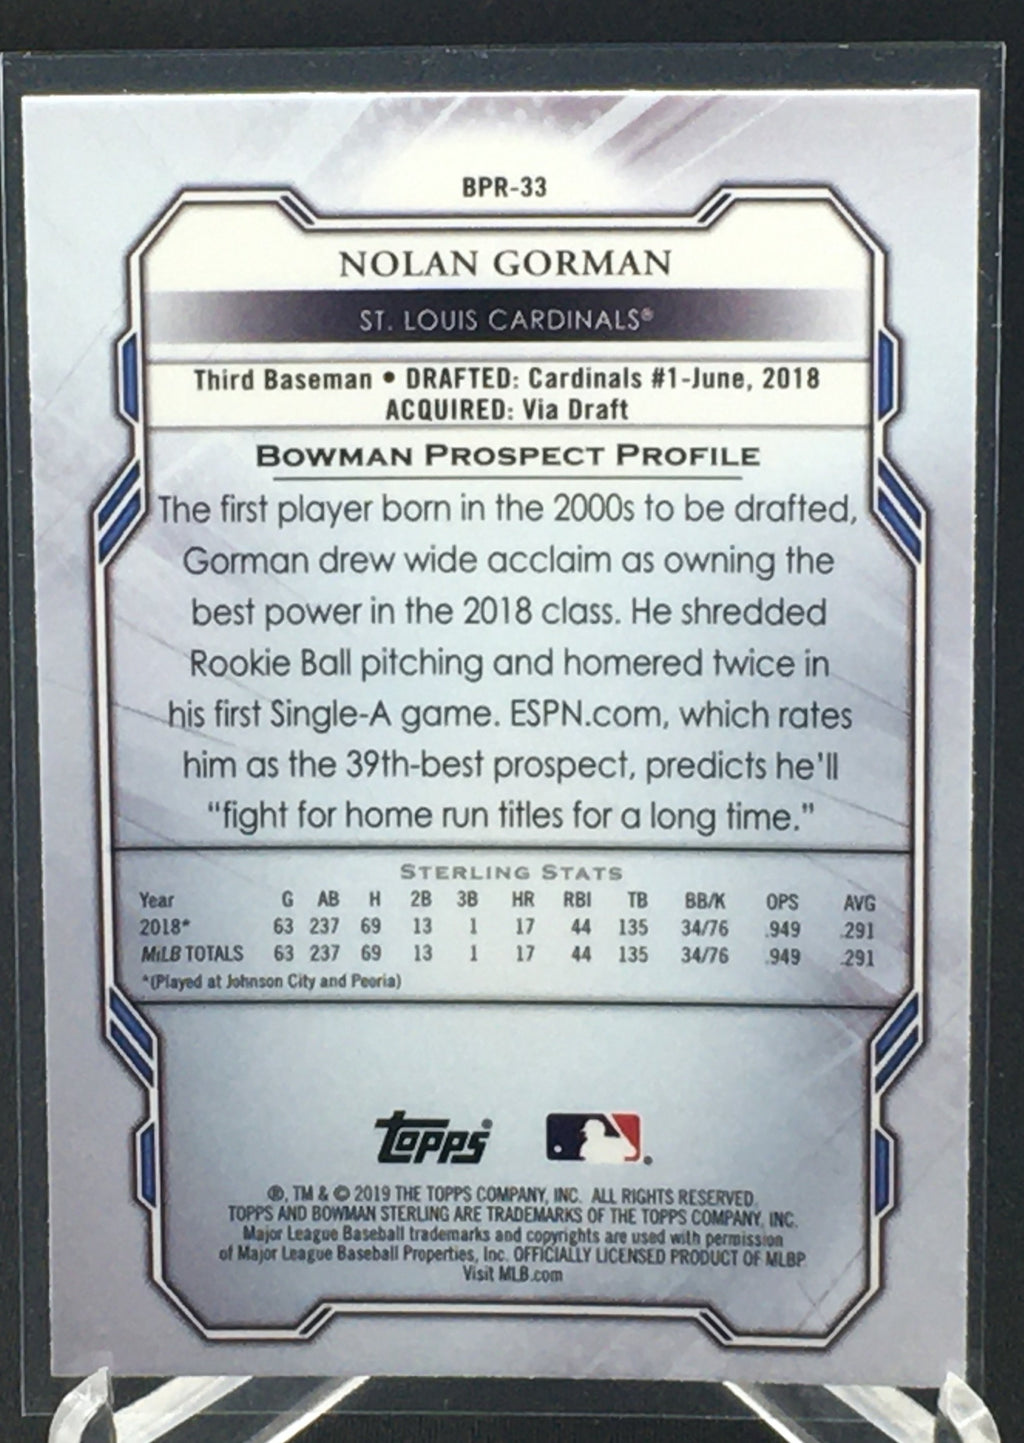 BPR-33
NOLAN GORMAN
ST. LOUIS CARDINALS®
Third Baseman • DRAFTED: Cardinals #1-June, 2018
ACQUIRED: Via Draft
BOWMAN PROSPECT PROFILE
The first player born in the 2000s to be drafted,
Gorman drew wide acclaim as owning the
best power in the 2018 class. He shredded
Rookie Ball pitching and homered twice in
his first Single-A game. ESPN.com, which rates
him as the 39th-best prospect, predicts he'll
"fight for home run titles for a long time."
STERLING STATS
Year G AB H 2B 3B HR RBI TB BB/K OPS AVG
2018* 63 237 69 13 1 17 44 135 34/76 .949 .291
MiLB TOTALS 63 237 69 13 1 17 44 135 34/76 .949 .291
*(Played at Johnson City and Peoria)
TOPPS®
®, TM & © 2019 THE TOPPS COMPANY, INC. ALL RIGHTS RESERVED.
TOPPS AND BOWMAN STERLING ARE TRADEMARKS OF THE TOPPS COMPANY, INC.
Major League Baseball trademarks and copyrights are used with permission
of Major League Baseball Properties, Inc. OFFICIALLY LICENSED PRODUCT OF MLBP.
Visit MLB.com